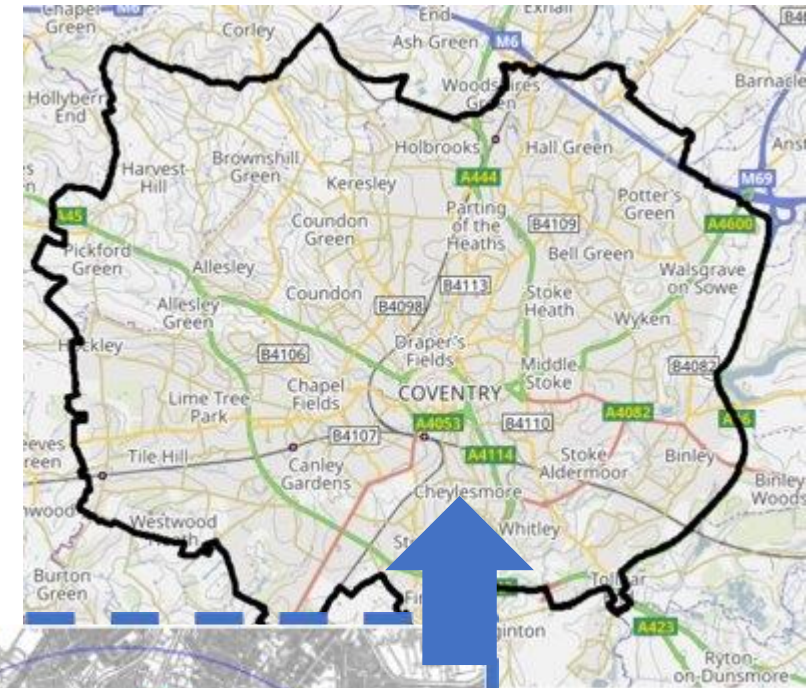 Chapel
Green
Corley
End
Ash Green
Exhall
M6
Barnacle
Hollyberry
End
Woodshires
Green
Holbrooks
Hall Green
Harvest
Hill
Brownshill
Green
Keresley
A444
M69
Potter's
Green
A45
Parting
of the
Heaths
B4109
A4600
Pickford
Green
Coundon
Green
Bell Green
Allesley
Walsgrave
on Sowe
Coundon
B4113
Stoke
Heath
Allesley
Green
B4098
Wyken
B4106
Draper's
Fields
Middle
Stoke
B4082
Lime Tree
Park
Chapel
Fields
COVENTRY
A4053
B4110
A4082
B4107
Tile Hill
A4114
Stoke
Aldermoor
Binley
Canley
Gardens
Cheylesmore
Binley
Woods
Westwood
Heath
Whitley
Burton
Green
A423
Ryton-
on-Dunsmore